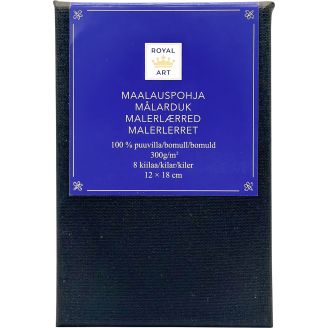 ROYAL
ART
MAALAUSPOHJA
MÅLARDUK
MALERLÆRRED
MALERLERRET
100 % puuvilla/bomull/bomuld
300g/m²
8 kiilaa/kilar/kiler
12 × 18 cm